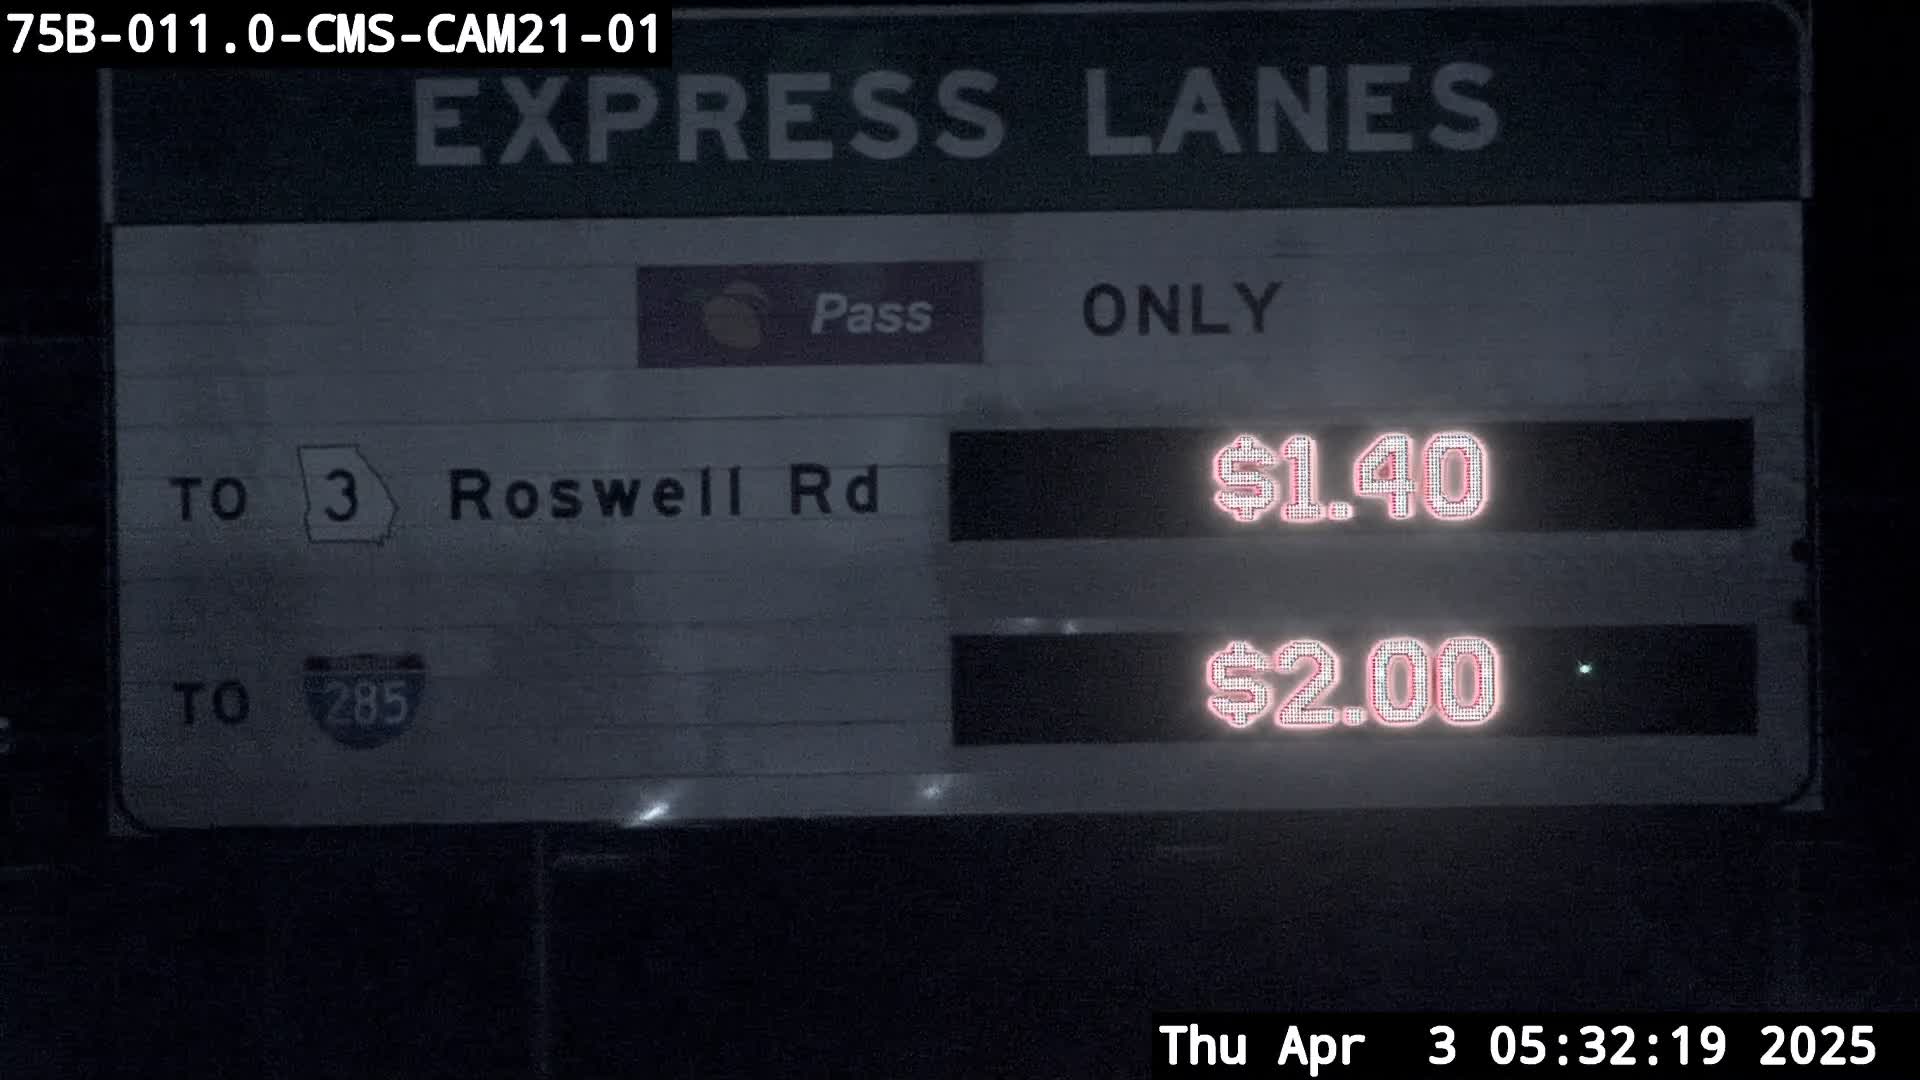 75B-011.0-CMS-CAM21-01
EXPRESS LANES
Pass ONLY
TO 3 Roswell Rd $1.40
TO 285 $2.00
Thu Apr 3 05:32:19 2025